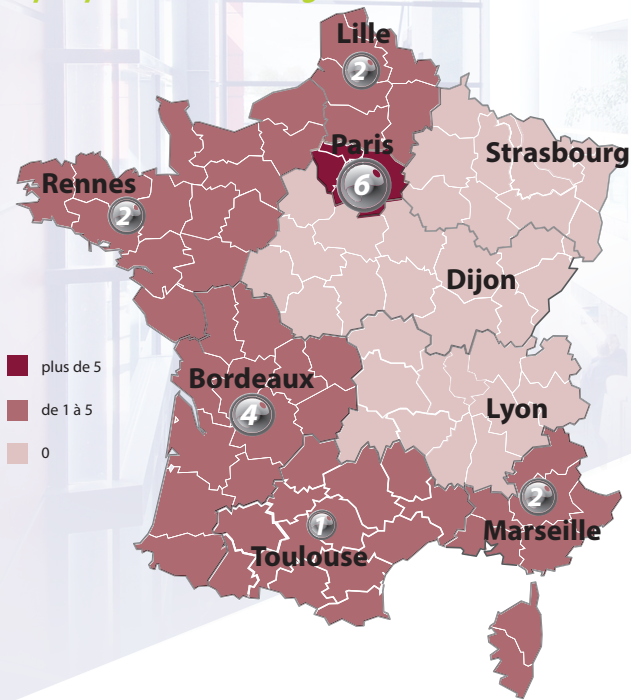 Lille
2
Paris
6
Strasbourg
Rennes
2
Dijon
plus de 5
de 1 à 5
0
Bordeaux
4
Lyon
2
Marseille
1
Toulouse